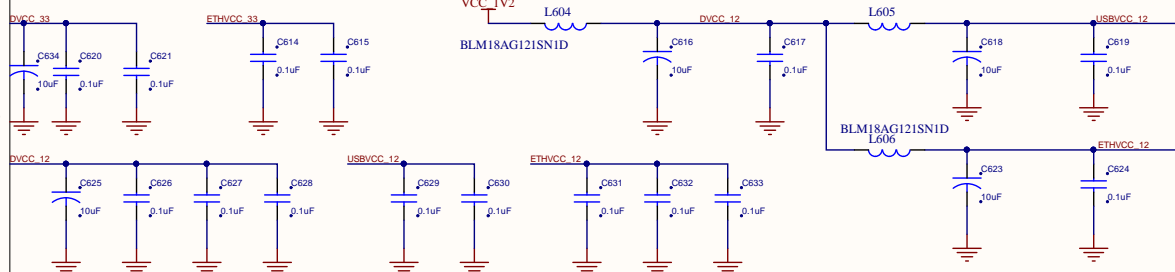 VCC_1V2
DVCC_33
ETHVCC_33
L604
DVCC_12
L605
USBVCC_12
C634
C620
C621
C614
C615
BLM18AG121SN1D
C616
C617
C618
C619
10uF
0.1uF
0.1uF
0.1uF
0.1uF
10uF
0.1uF
10uF
0.1uF
BLM18AG121SN1D
L606
ETHVCC_12
DVCC_12
USBVCC_12
ETHVCC_12
C625
C626
C627
C628
C629
C630
C631
C632
C633
C623
C624
10uF
0.1uF
0.1uF
0.1uF
0.1uF
0.1uF
0.1uF
0.1uF
0.1uF
10uF
0.1uF